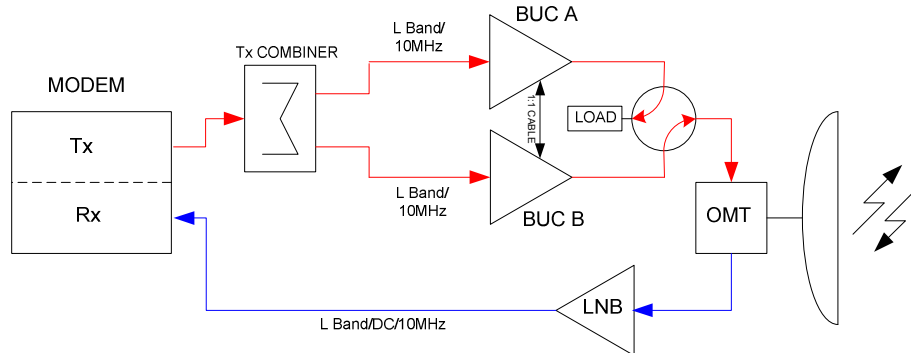 BUC A
L Band/
10MHz
Tx COMBINER
MODEM
Tx
Rx
1:1 CABLE
LOAD
L Band/
10MHz
BUC B
OMT
LNB
L Band/DC/10MHz